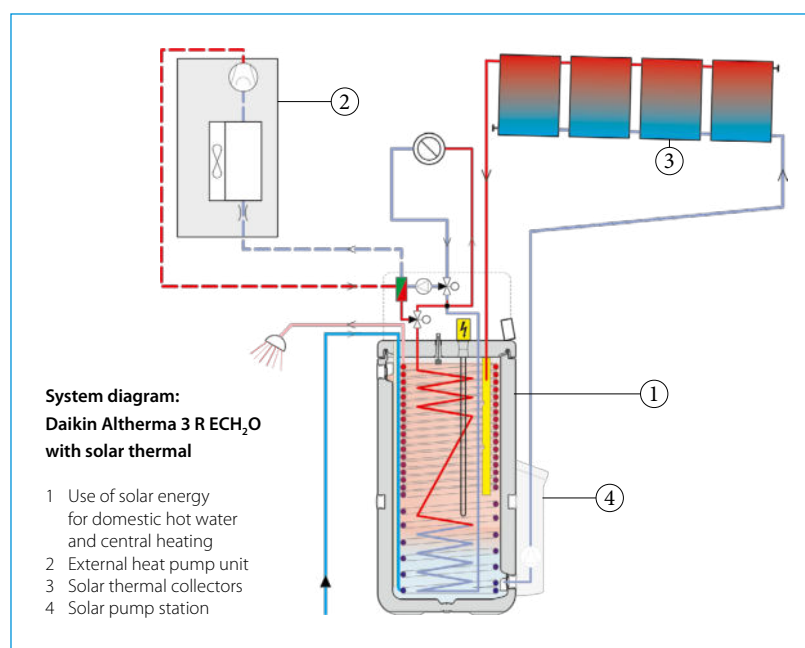 2
3
1
4
System diagram:
Daikin Altherma 3 R ECH₂O
with solar thermal
1 Use of solar energy
for domestic hot water
and central heating
2 External heat pump unit
3 Solar thermal collectors
4 Solar pump station